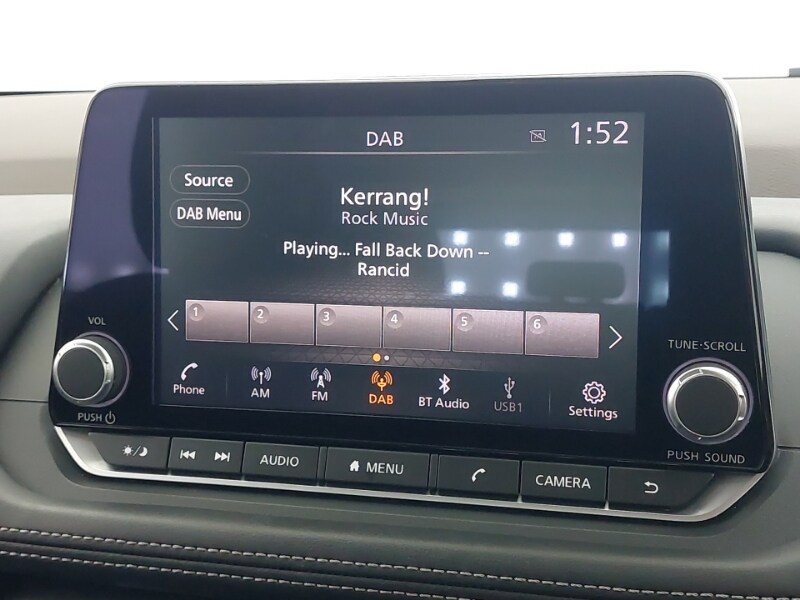 DAB
1:52
Source
DAB Menu
Kerrang!
Rock Music
Playing... Fall Back Down --
Rancid
1 2 3 4 5 6
VOL
PUSH
TUNE·SCROLL
PUSH SOUND
Phone
AM
FM
DAB
BT Audio
USB1
Settings
AUDIO
MENU
CAMERA